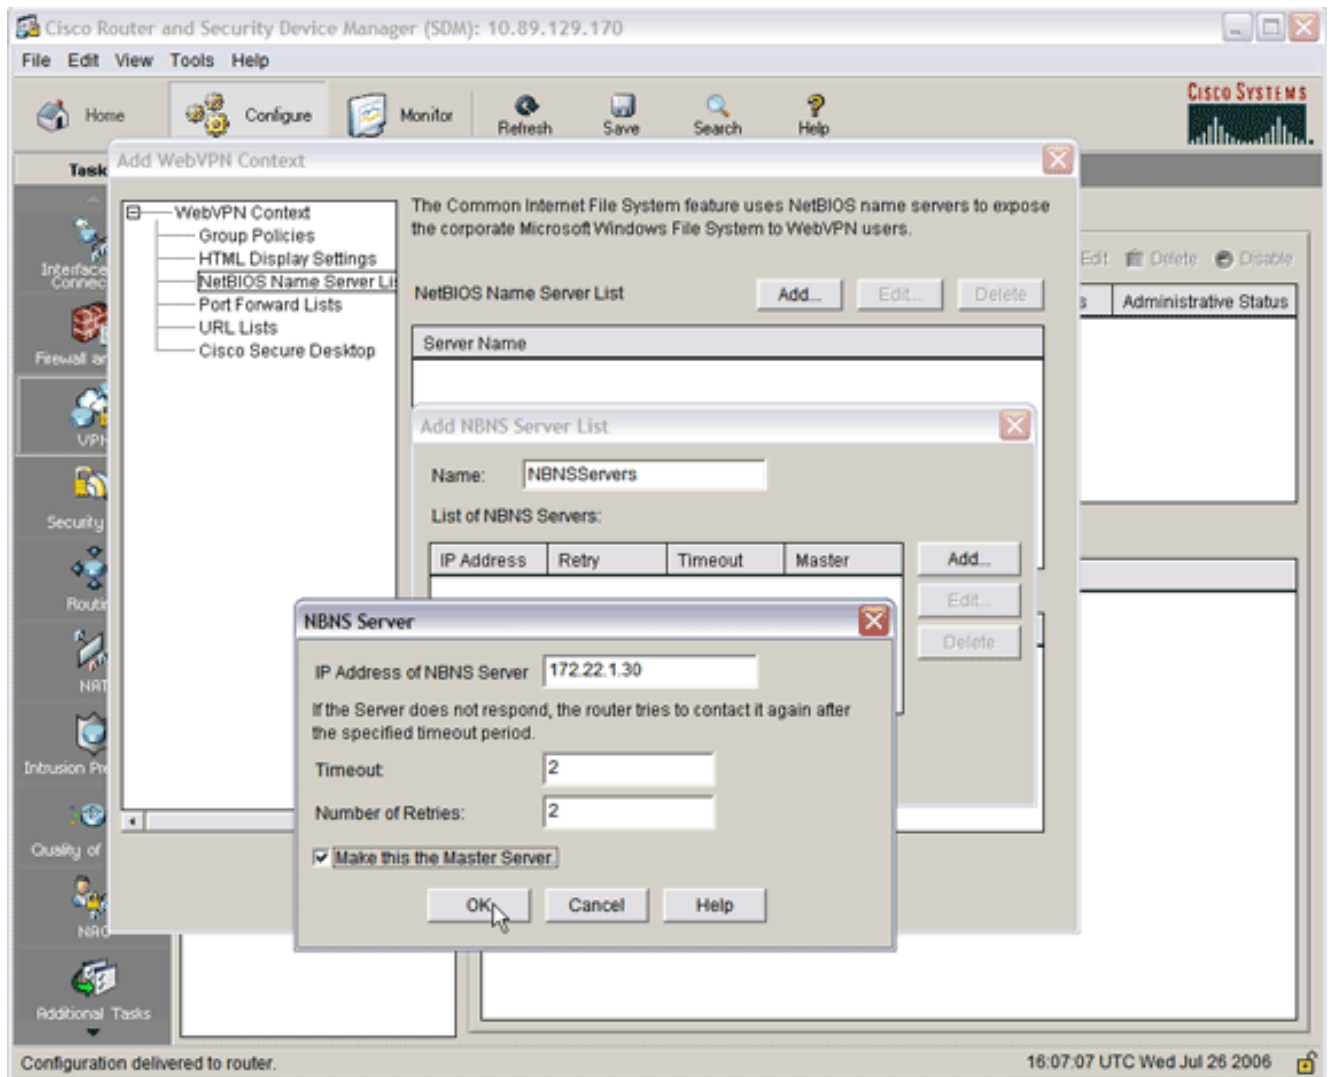 Cisco Router and Security Device Manager (SDM): 10.89.129.170
File Edit View Tools Help
Home Configure Monitor Refresh Save Search Help
CISCO SYSTEMS
Add WebVPN Context
WebVPN Context
Group Policies
HTML Display Settings
NetBIOS Name Server Li
Port Forward Lists
URL Lists
Cisco Secure Desktop
The Common Internet File System feature uses NetBIOS name servers to expose
the corporate Microsoft Windows File System to WebVPN users.
NetBIOS Name Server List Add... Edit... Delete
Server Name
Add NBNS Server List
Name: NBNSServers
List of NBNS Servers:
IP Address Retry Timeout Master
Add...
Edit...
Delete
NBNS Server
IP Address of NBNS Server 172.22.1.30
If the Server does not respond, the router tries to contact it again after
the specified timeout period.
Timeout: 2
Number of Retries: 2
Make this the Master Server.
OK Cancel Help
Task
Interface
Connec
Firewall an
VPN
Security
Routin
NAT
Intrusion Pre
Quality of
NAC
Additional Tasks
Edit Delete Disable
s Administrative Status
Configuration delivered to router.
16:07:07 UTC Wed Jul 26 2006